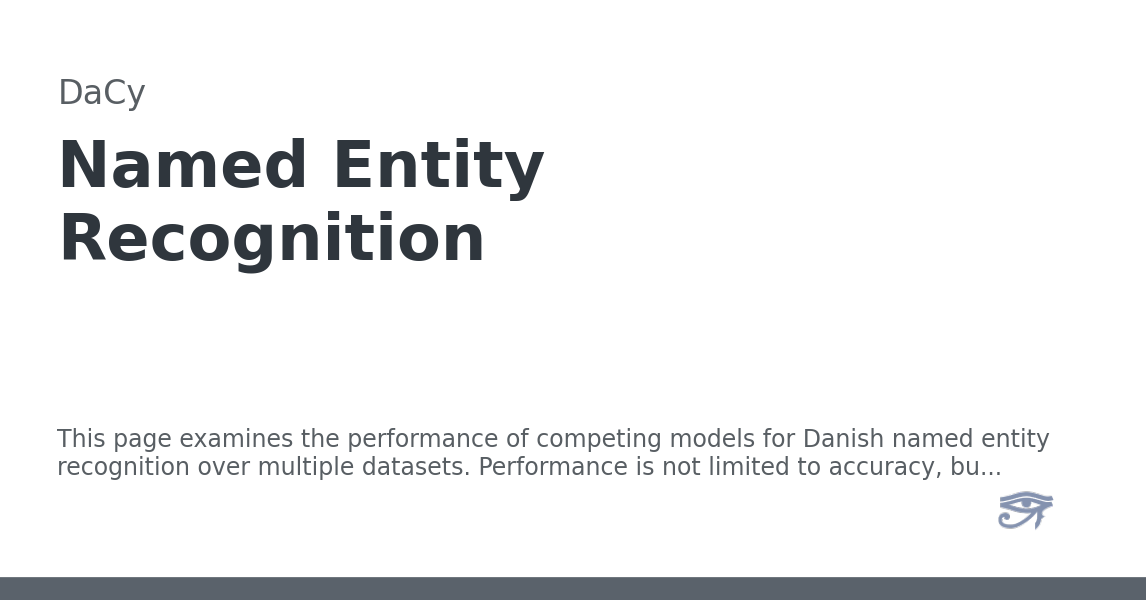 DaCy
Named Entity
Recognition
This page examines the performance of competing models for Danish named entity
recognition over multiple datasets. Performance is not limited to accuracy, bu...